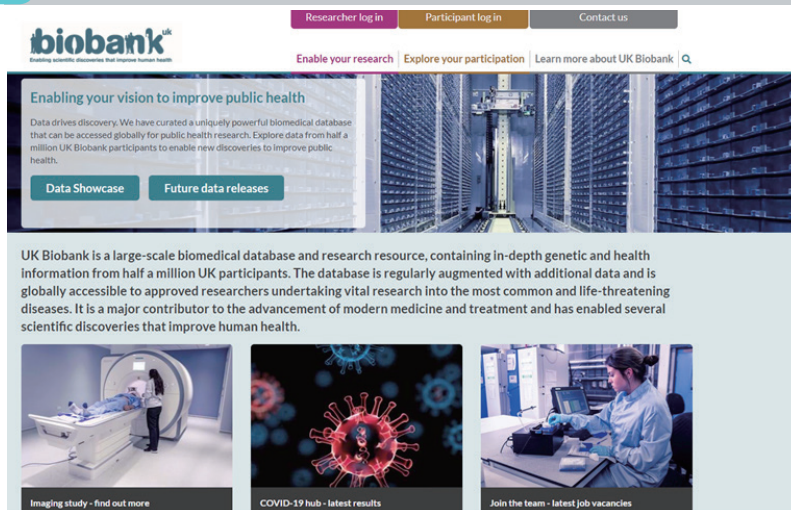 Researcher log in
Participant log in
Contact us
biobank uk
Enabling scientific discoveries that improve human health
Enable your research
Explore your participation
Learn more about UK Biobank
Enabling your vision to improve public health
Data drives discovery. We have curated a uniquely powerful biomedical database
that can be accessed globally for public health research. Explore data from half a
million UK Biobank participants to enable new discoveries to improve public
health.
Data Showcase
Future data releases
UK Biobank is a large-scale biomedical database and research resource, containing in-depth genetic and health
information from half a million UK participants. The database is regularly augmented with additional data and is
globally accessible to approved researchers undertaking vital research into the most common and life-threatening
diseases. It is a major contributor to the advancement of modern medicine and treatment and has enabled several
scientific discoveries that improve human health.
Imaging study - find out more
COVID-19 hub - latest results
Join the team - latest job vacancies